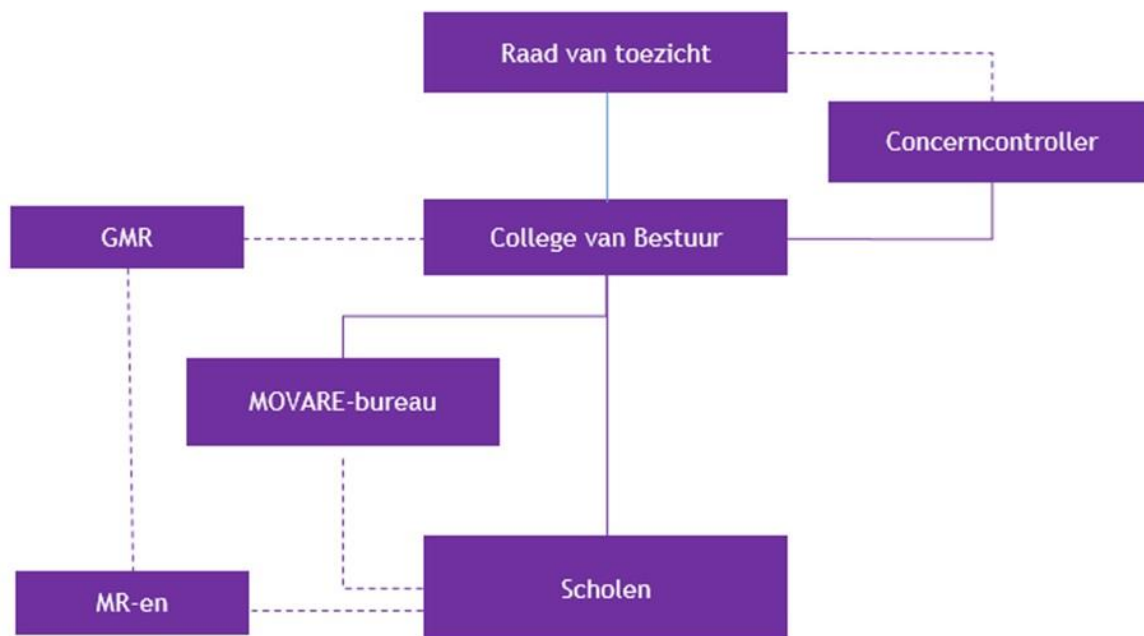 Raad van toezicht
Concerncontroller
GMR
College van Bestuur
MOVARE-bureau
MR-en
Scholen